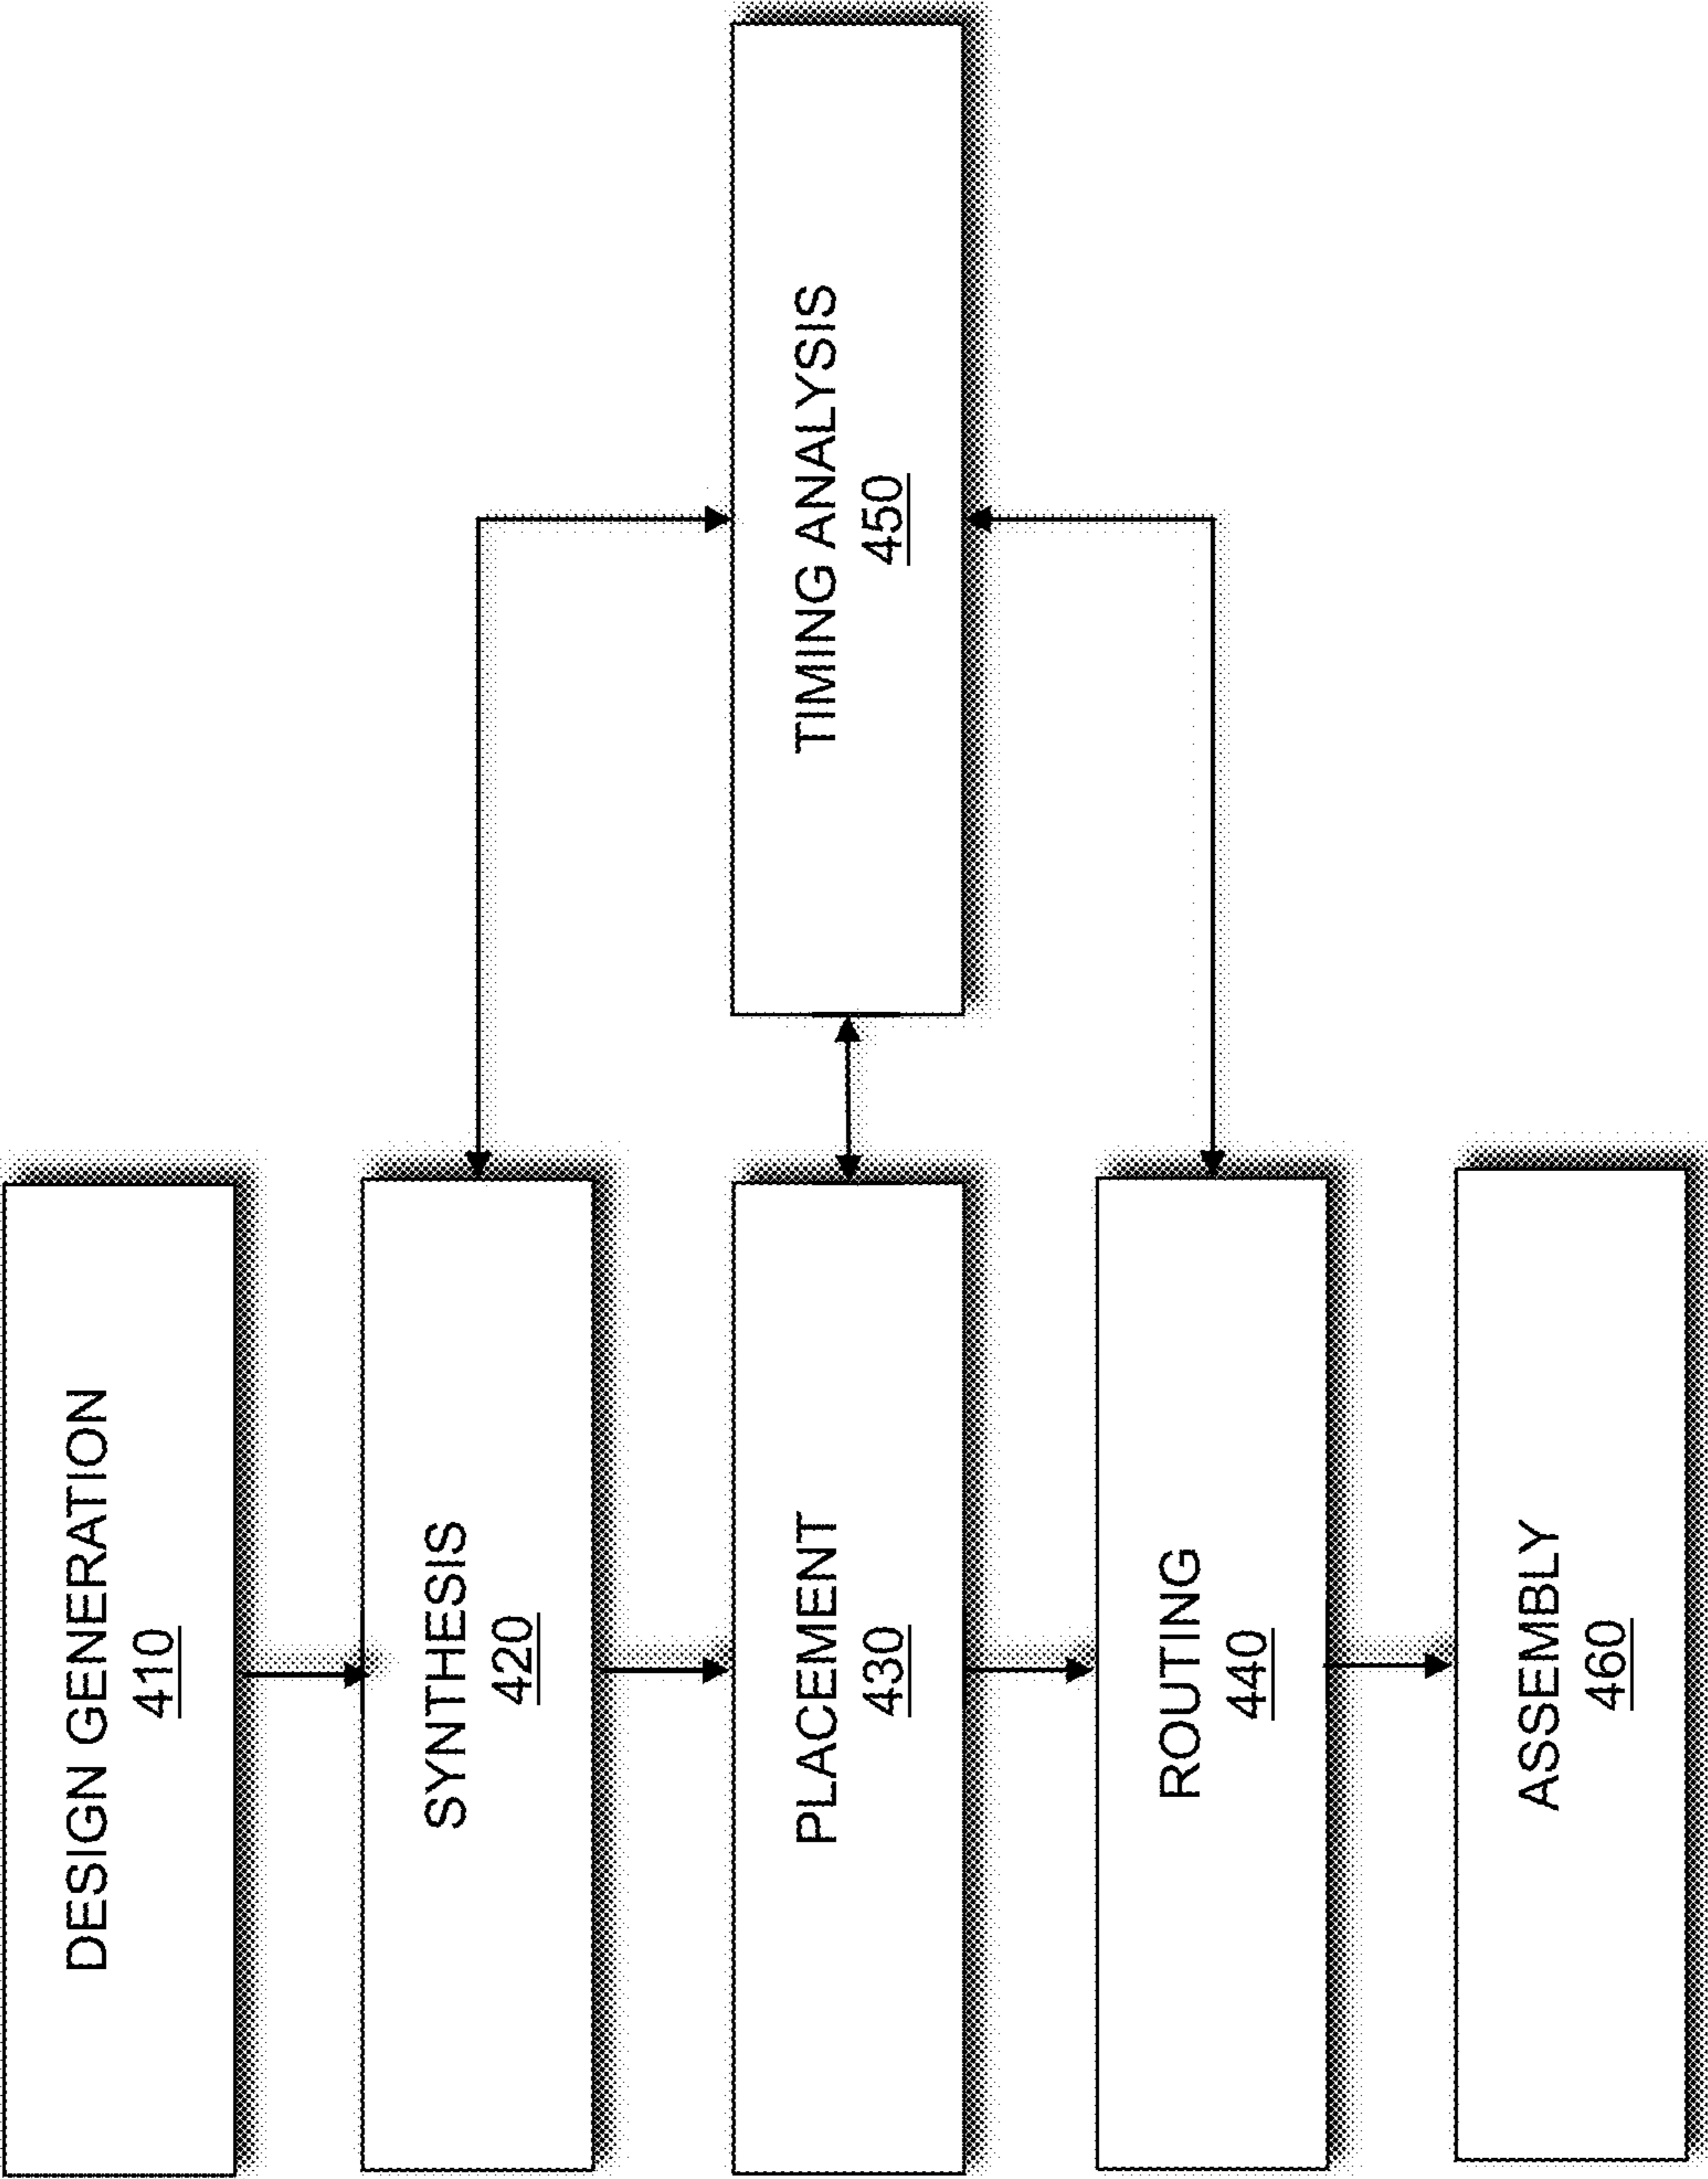 DESIGN GENERATION
410
SYNTHESIS
420
PLACEMENT
430
TIMING ANALYSIS
450
ROUTING
440
ASSEMBLY
460